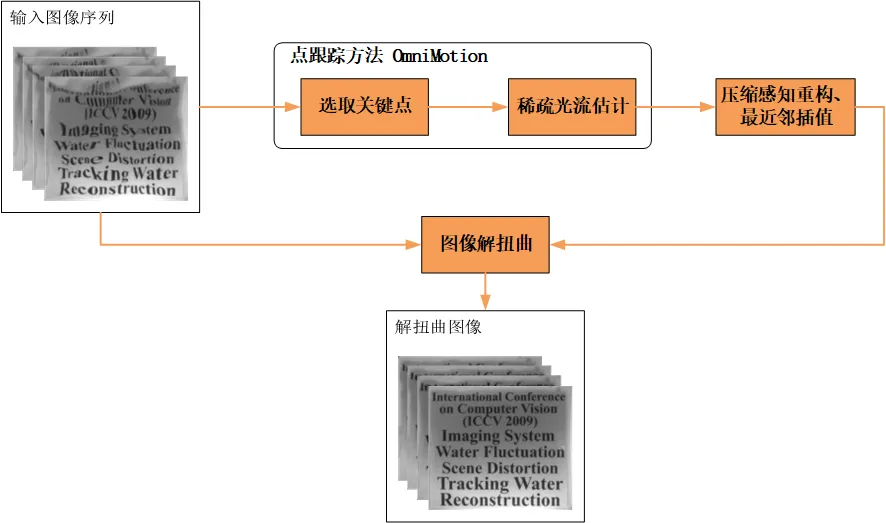 输入图像序列
International Conference
on Computer Vision
(ICCV 2009)
Imaging System
Water Fluctuation
Scene Distortion
Tracking Water
Reconstruction
点跟踪方法 OmniMotion
选取关键点
稀疏光流估计
压缩感知重构、
最近邻插值
图像解扭曲
解扭曲图像
International Conference
on Computer Vision
(ICCV 2009)
Imaging System
Water Fluctuation
Scene Distortion
Tracking Water
Reconstruction